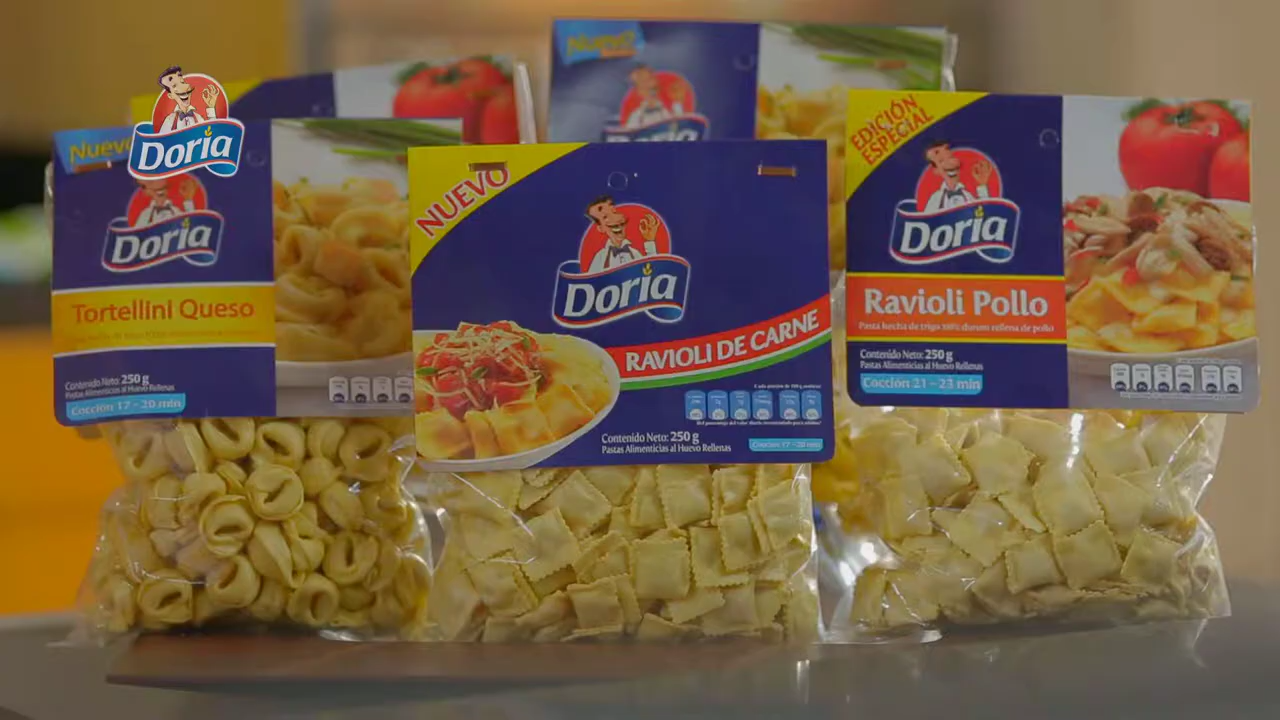 Doria
Nuevo
Doria
Tortellini Queso
Contenido Neto: 250 g
Pastas Alimenticias al Huevo Rellenas
Cocción 17 - 20 min
Nuevo
NUEVO
Doria
RAVIOLI DE CARNE
Contenido Neto: 250 g
Pastas Alimenticias al Huevo Rellenas
Cocción 17 - 20 min
EDICIÓN
ESPECIAL
Doria
Ravioli Pollo
Pasta hecha de trigo 100% durum rellena de pollo
Contenido Neto: 250 g
Pastas Alimenticias al Huevo Rellenas
Cocción 21 - 23 min